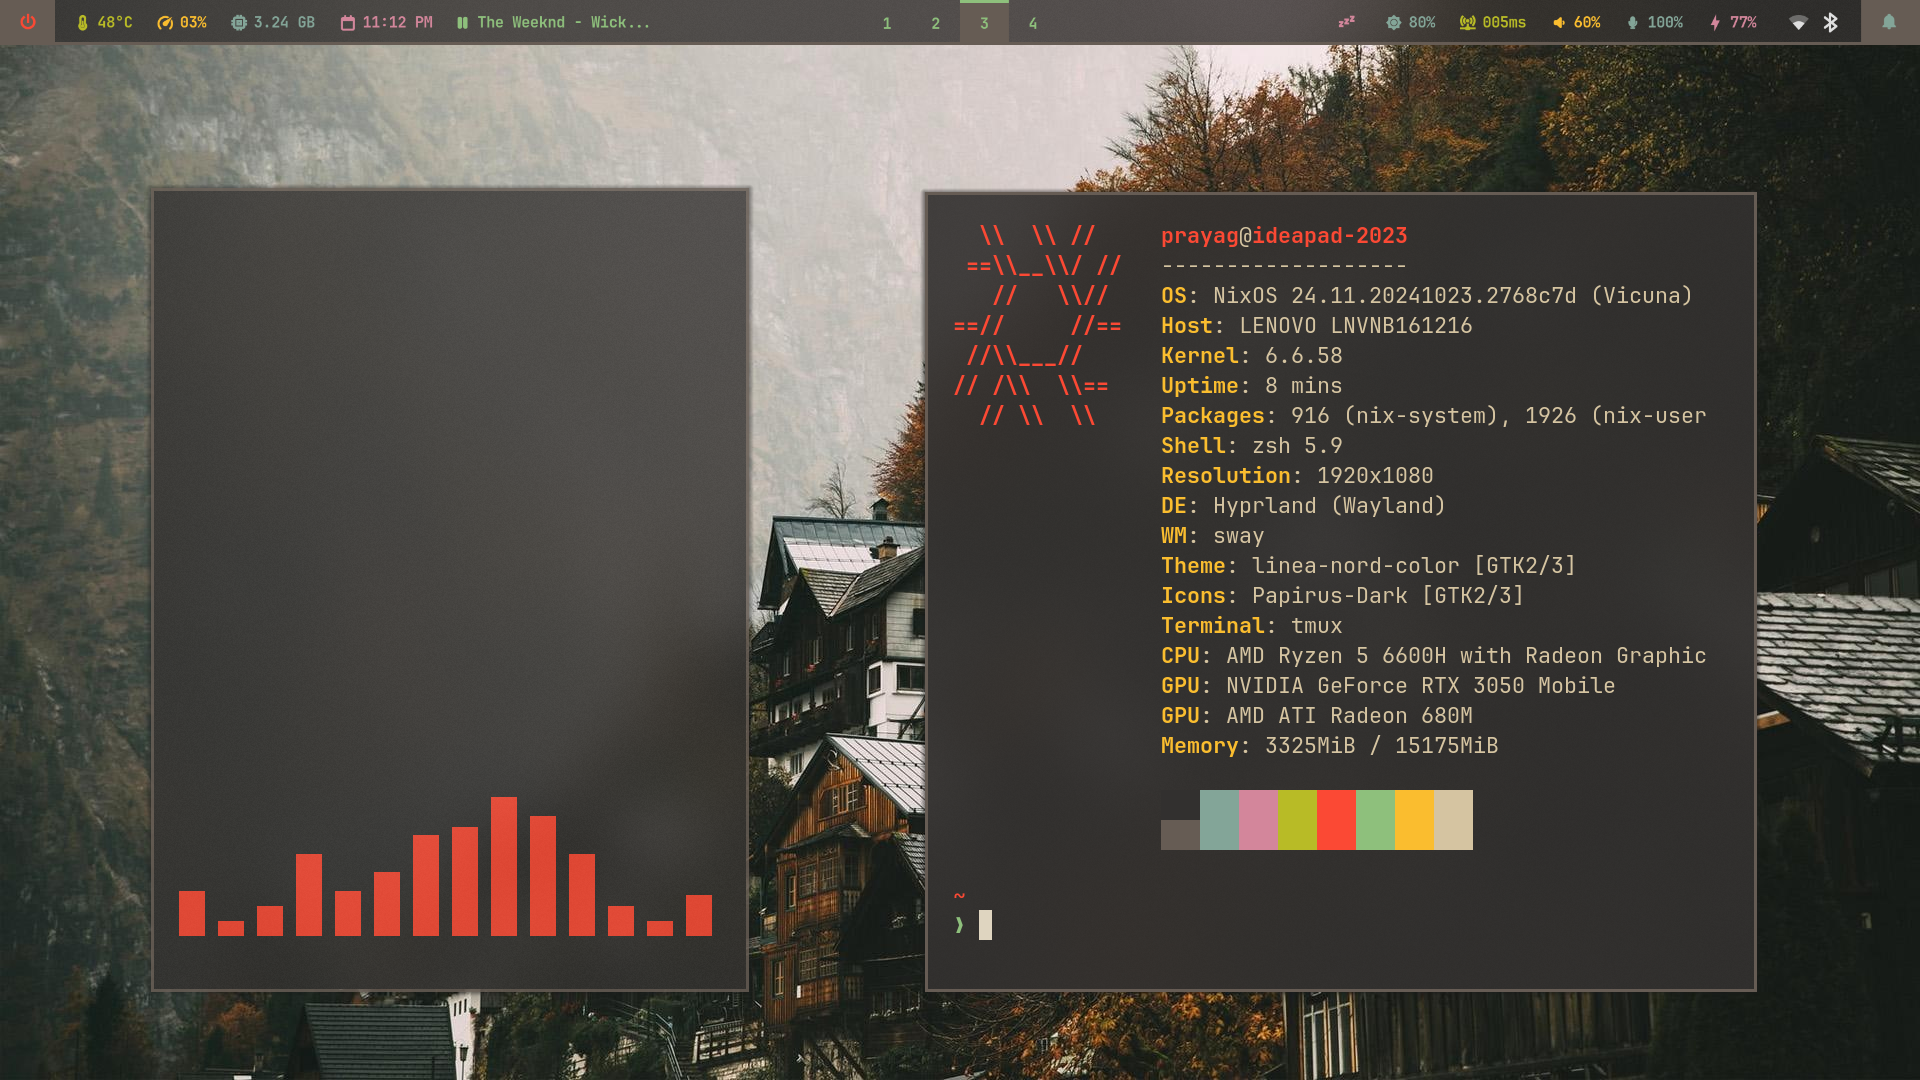 48°C 03% 3.24 GB 11:12 PM The Weeknd - Wick... 1 2 3 4 zzz 80% 005ms 60% 100% 77%
  \\  \\ //
 ==\\__\\/ //
   //   \\//
==//     //==
 //\\___//
// /\\  \\==
  // \\  \\
prayag@ideapad-2023
-------------------
OS: NixOS 24.11.20241023.2768c7d (Vicuna)
Host: LENOVO LNVNB161216
Kernel: 6.6.58
Uptime: 8 mins
Packages: 916 (nix-system), 1926 (nix-user
Shell: zsh 5.9
Resolution: 1920x1080
DE: Hyprland (Wayland)
WM: sway
Theme: linea-nord-color [GTK2/3]
Icons: Papirus-Dark [GTK2/3]
Terminal: tmux
CPU: AMD Ryzen 5 6600H with Radeon Graphic
GPU: NVIDIA GeForce RTX 3050 Mobile
GPU: AMD ATI Radeon 680M
Memory: 3325MiB / 15175MiB
~
❯